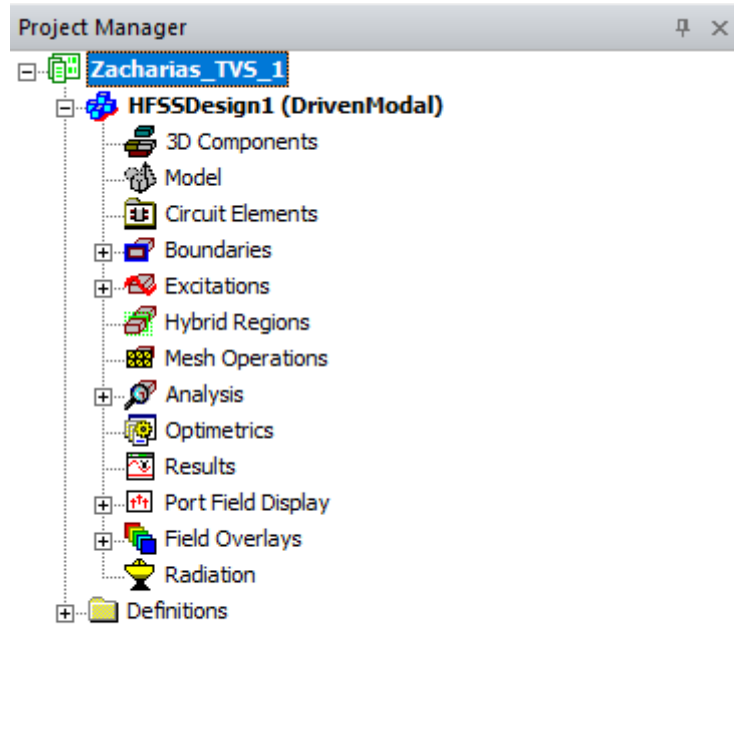 Project Manager
Zacharias_TVS_1
HFSSDesign1 (DrivenModal)
3D Components
Model
Circuit Elements
Boundaries
Excitations
Hybrid Regions
Mesh Operations
Analysis
Optimetrics
Results
Port Field Display
Field Overlays
Radiation
Definitions